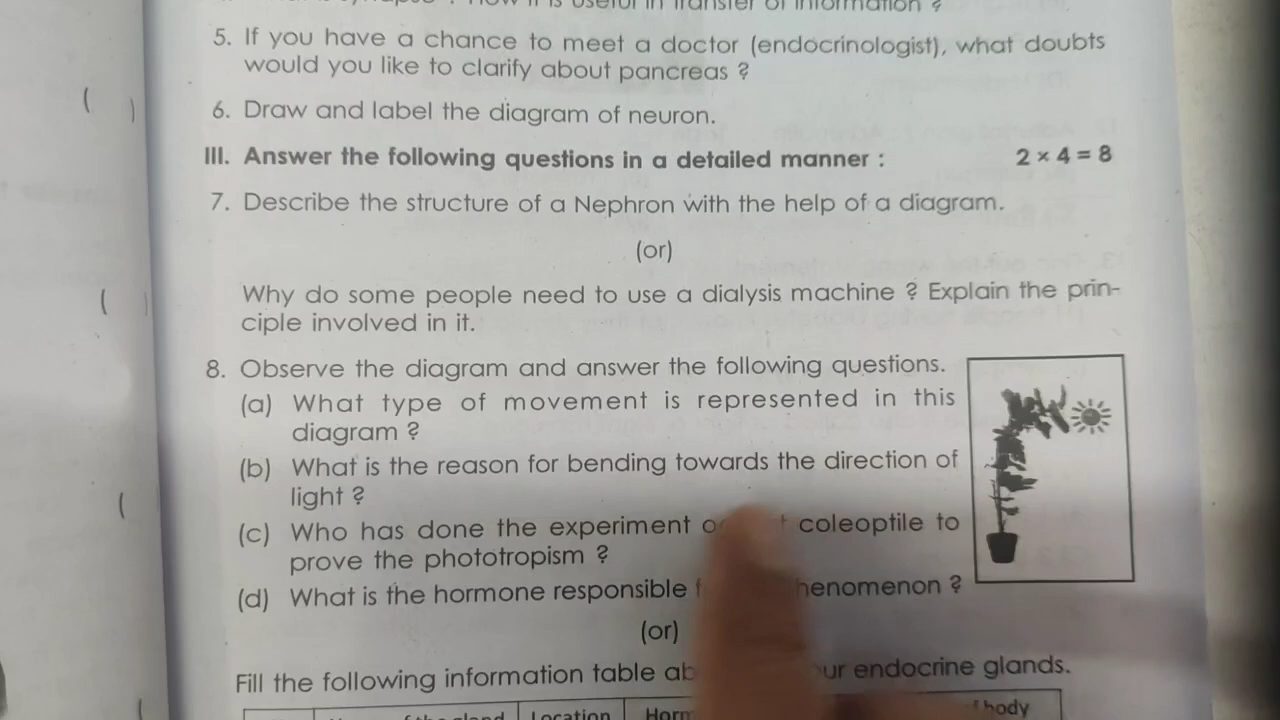 useful in transfer of information ?
5. If you have a chance to meet a doctor (endocrinologist), what doubts
would you like to clarify about pancreas ?
6. Draw and label the diagram of neuron.
III. Answer the following questions in a detailed manner : 2 × 4 = 8
7. Describe the structure of a Nephron with the help of a diagram.
(or)
Why do some people need to use a dialysis machine ? Explain the prin-
ciple involved in it.
8. Observe the diagram and answer the following questions.
(a) What type of movement is represented in this
diagram ?
(b) What is the reason for bending towards the direction of
light ?
(c) Who has done the experiment coleoptile to
prove the phototropism ?
(d) What is the hormone responsible henomenon ?
(or)
Fill the following information table ur endocrine glands.
Location body